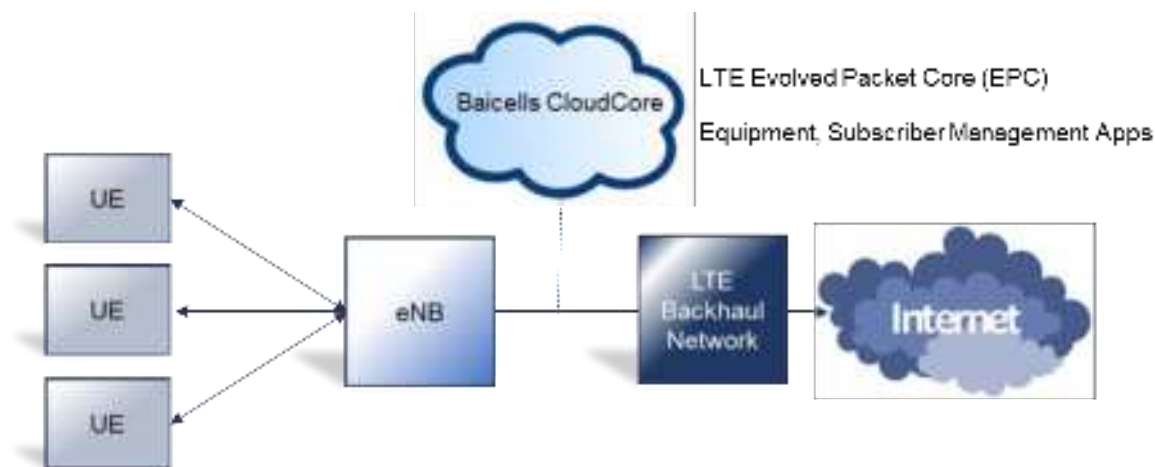 Baicells CloudCore
LTE Evolved Packet Core (EPC)
Equipment, Subscriber Management Apps
UE
UE
UE
eNB
LTE
Backhaul
Network
Internet